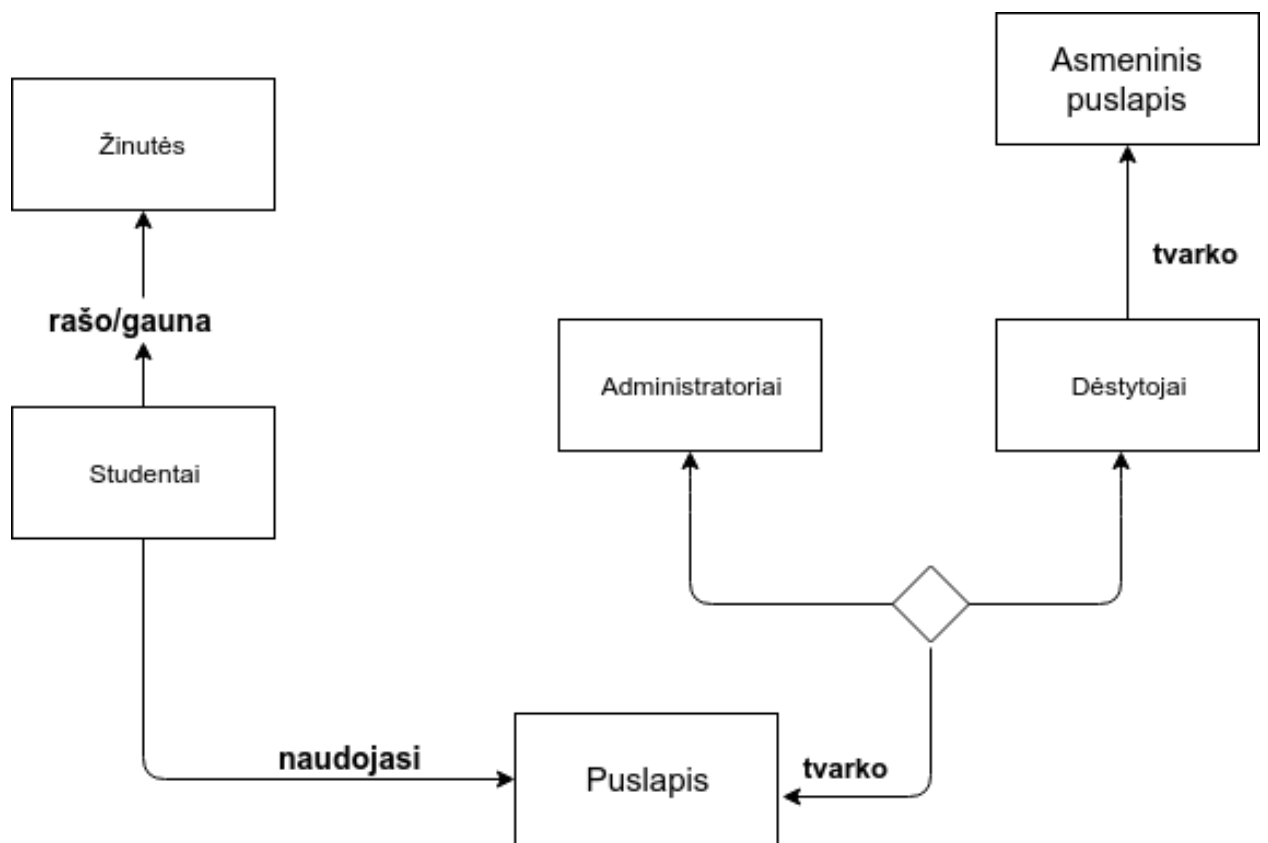 Asmeninis
puslapis
Žinutės
tvarko
rašo/gauna
Administratoriai
Dėstytojai
Studentai
naudojasi
Puslapis
tvarko